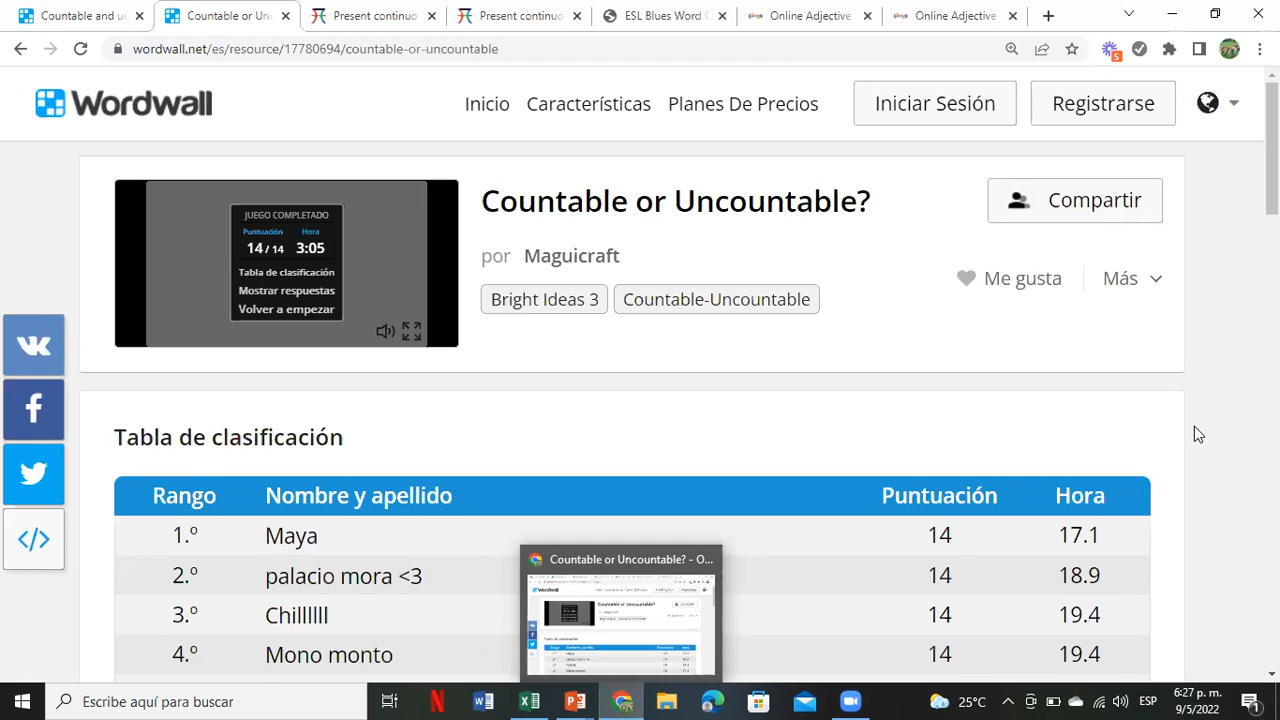 Countable and u
Countable or Un
Present continuo
Present continuo
ESL Blues Word C
Online Adjective
Online Adjective
wordwall.net/es/resource/17780694/countable-or-uncountable
5
Wordwall
Inicio Características Planes De Precios Iniciar Sesión Registrarse
Countable or Uncountable?
Compartir
por Maguicraft
Me gusta Más
Bright Ideas 3 Countable-Uncountable
JUEGO COMPLETADO
Puntuación Hora
14 / 14 3:05
Tabla de clasificación
Mostrar respuestas
Volver a empezar
Tabla de clasificación
Rango Nombre y apellido Puntuación Hora
1.º Maya 14 17.1
2.º palacio mora <3 14 18.9
3.º Chillllll 14 19.4
4.º Mono monto 14 19.4
Countable or Uncountable? - O...
Escribe aquí para buscar
25°C
ESP
6:27 p. m.
9/5/2022
1